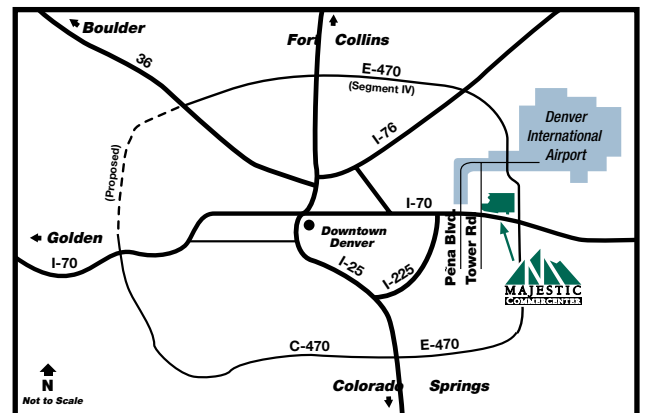 Boulder
Fort Collins
36
E-470
(Segment IV)
I-76
Denver
International
Airport
(Proposed)
I-70
Pēna Blvd.
Tower Rd.
Golden
I-70
Downtown
Denver
I-25
I-225
MAJESTIC
COMMERCENTER
C-470
E-470
N
Not to Scale
Colorado Springs